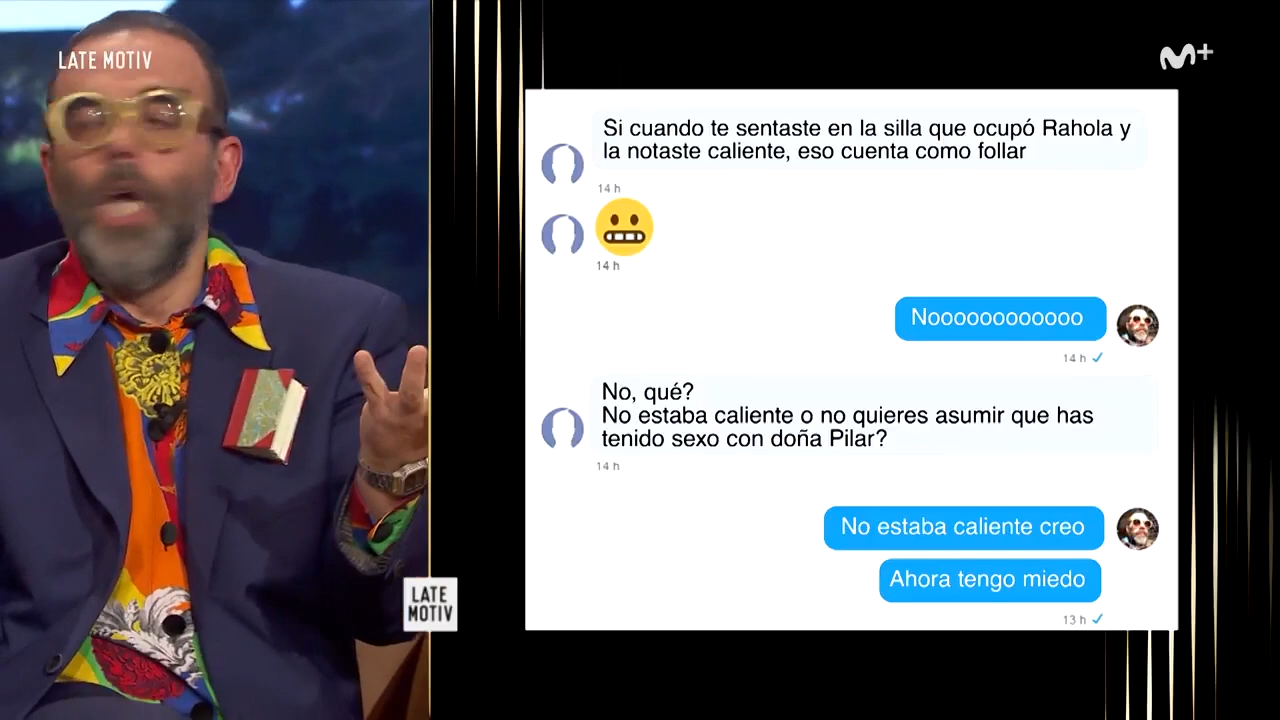 LATE MOTIV
M+
Si cuando te sentaste en la silla que ocupó Rahola y
la notaste caliente, eso cuenta como follar
14 h
14 h
Noooooooooooo
14 h
No, qué?
No estaba caliente o no quieres asumir que has
tenido sexo con doña Pilar?
14 h
No estaba caliente creo
Ahora tengo miedo
13 h
LATE
MOTIV